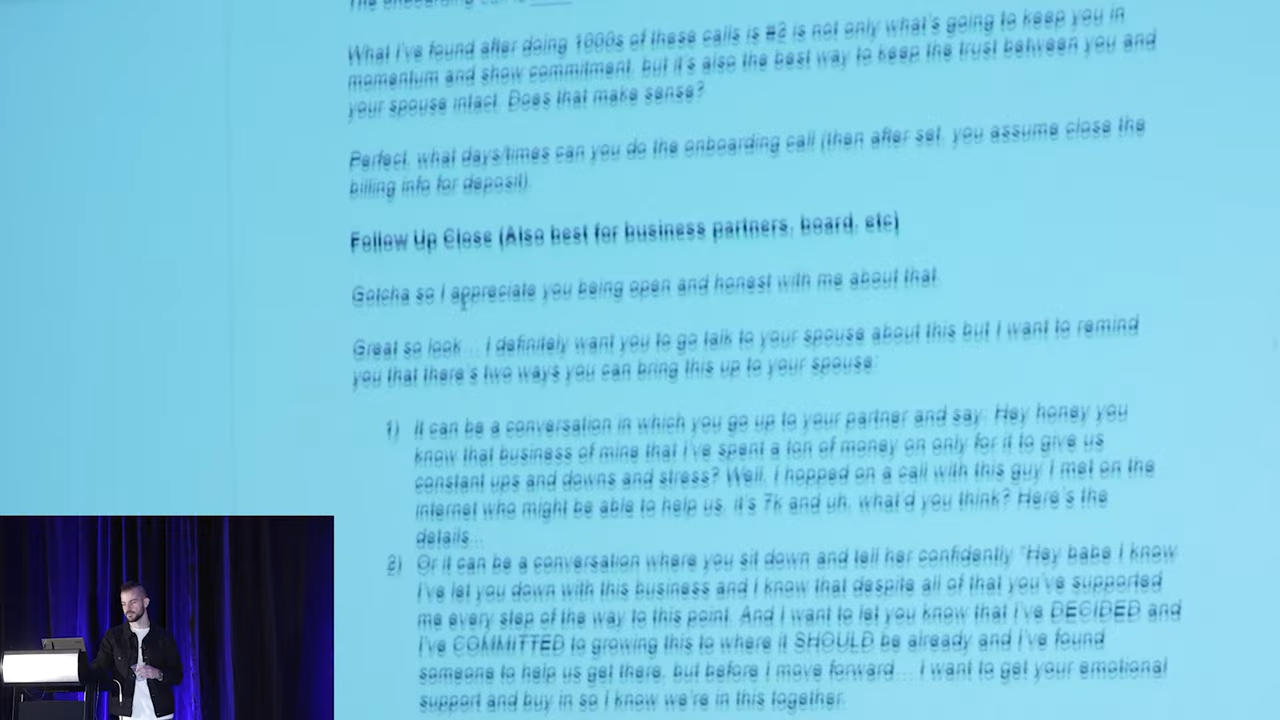 The onboarding call is
What I've found after doing 1000s of these calls is #2 is not only what's going to keep you in
momentum and show commitment, but it's also the best way to keep the trust between you and
your spouse intact. Does that make sense?
Perfect, what days/times can you do the onboarding call (then after set, you assume close the
billing info for deposit).
Follow Up Close (Also best for business partners, board, etc)
Gotcha so I appreciate you being open and honest with me about that.
Great so look... I definitely want you to go talk to your spouse about this but I want to remind
you that there's two ways you can bring this up to your spouse:
1) It can be a conversation in which you go up to your partner and say: Hey honey you
know that business of mine that I've spent a ton of money on only for it to give us
constant ups and downs and stress? Well, I hopped on a call with this guy I met on the
internet who might be able to help us, it's 7k and uh, what'd you think? Here's the
details...
2) Or it can be a conversation where you sit down and tell her confidently "Hey babe I know
I've let you down with this business and I know that despite all of that you've supported
me every step of the way to this point. And I want to let you know that I've DECIDED and
I've COMMITTED to growing this to where it SHOULD be already and I've found
someone to help us get there, but before I move forward... I want to get your emotional
support and buy in so I know we're in this together.